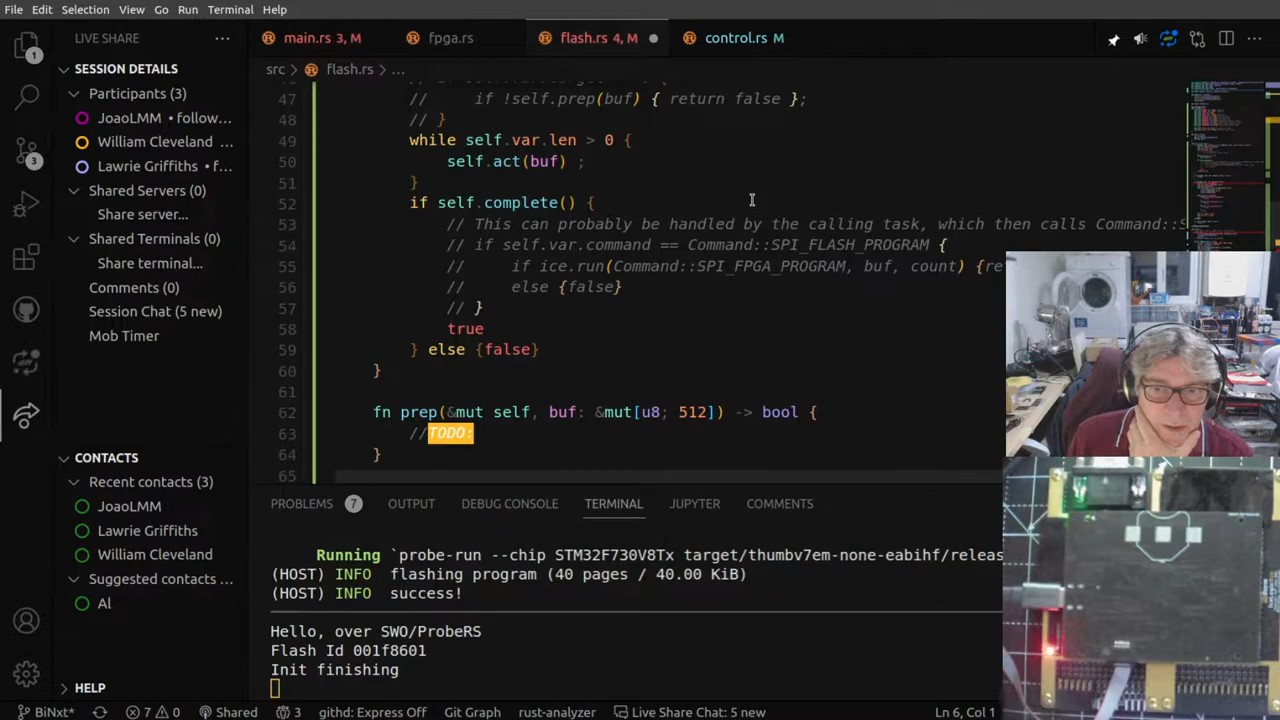 File Edit Selection View Go Run Terminal Help
LIVE SHARE ···
main.rs 3, M
fpga.rs
flash.rs 4, M
control.rs M
1
SESSION DETAILS
Participants (3)
JoaoLMM • follow...
William Cleveland ...
Lawrie Griffiths • f...
Shared Servers (0)
Share server...
Shared Terminals (0)
Share terminal...
Comments (0)
Session Chat (5 new)
Mob Timer
3
src > flash.rs > ...
47 // if !self.prep(buf) { return false };
48 // }
49 while self.var.len > 0 {
50 self.act(buf) ;
51 }
52 if self.complete() {
53 // This can probably be handled by the calling task, which then calls Command::S
54 // if self.var.command == Command::SPI_FLASH_PROGRAM {
55 // if ice.run(Command::SPI_FPGA_PROGRAM, buf, count) {re
56 // else {false}
57 // }
58 true
59 } else {false}
60 }
61
62 fn prep(&mut self, buf: &mut[u8; 512]) -> bool {
63 //TODO:
64 }
65
CONTACTS
Recent contacts (3)
JoaoLMM
Lawrie Griffiths
William Cleveland
Suggested contacts ...
Al
HELP
PROBLEMS 7 OUTPUT DEBUG CONSOLE TERMINAL JUPYTER COMMENTS
Running `probe-run --chip STM32F730V8Tx target/thumbv7em-none-eabihf/releas
(HOST) INFO flashing program (40 pages / 40.00 KiB)
(HOST) INFO success!
Hello, over SWO/ProbeRS
Flash Id 001f8601
Init finishing
BiNxt* 7 0 Shared 3 githd: Express Off Git Graph rust-analyzer Live Share Chat: 5 new Ln 6, Col 1